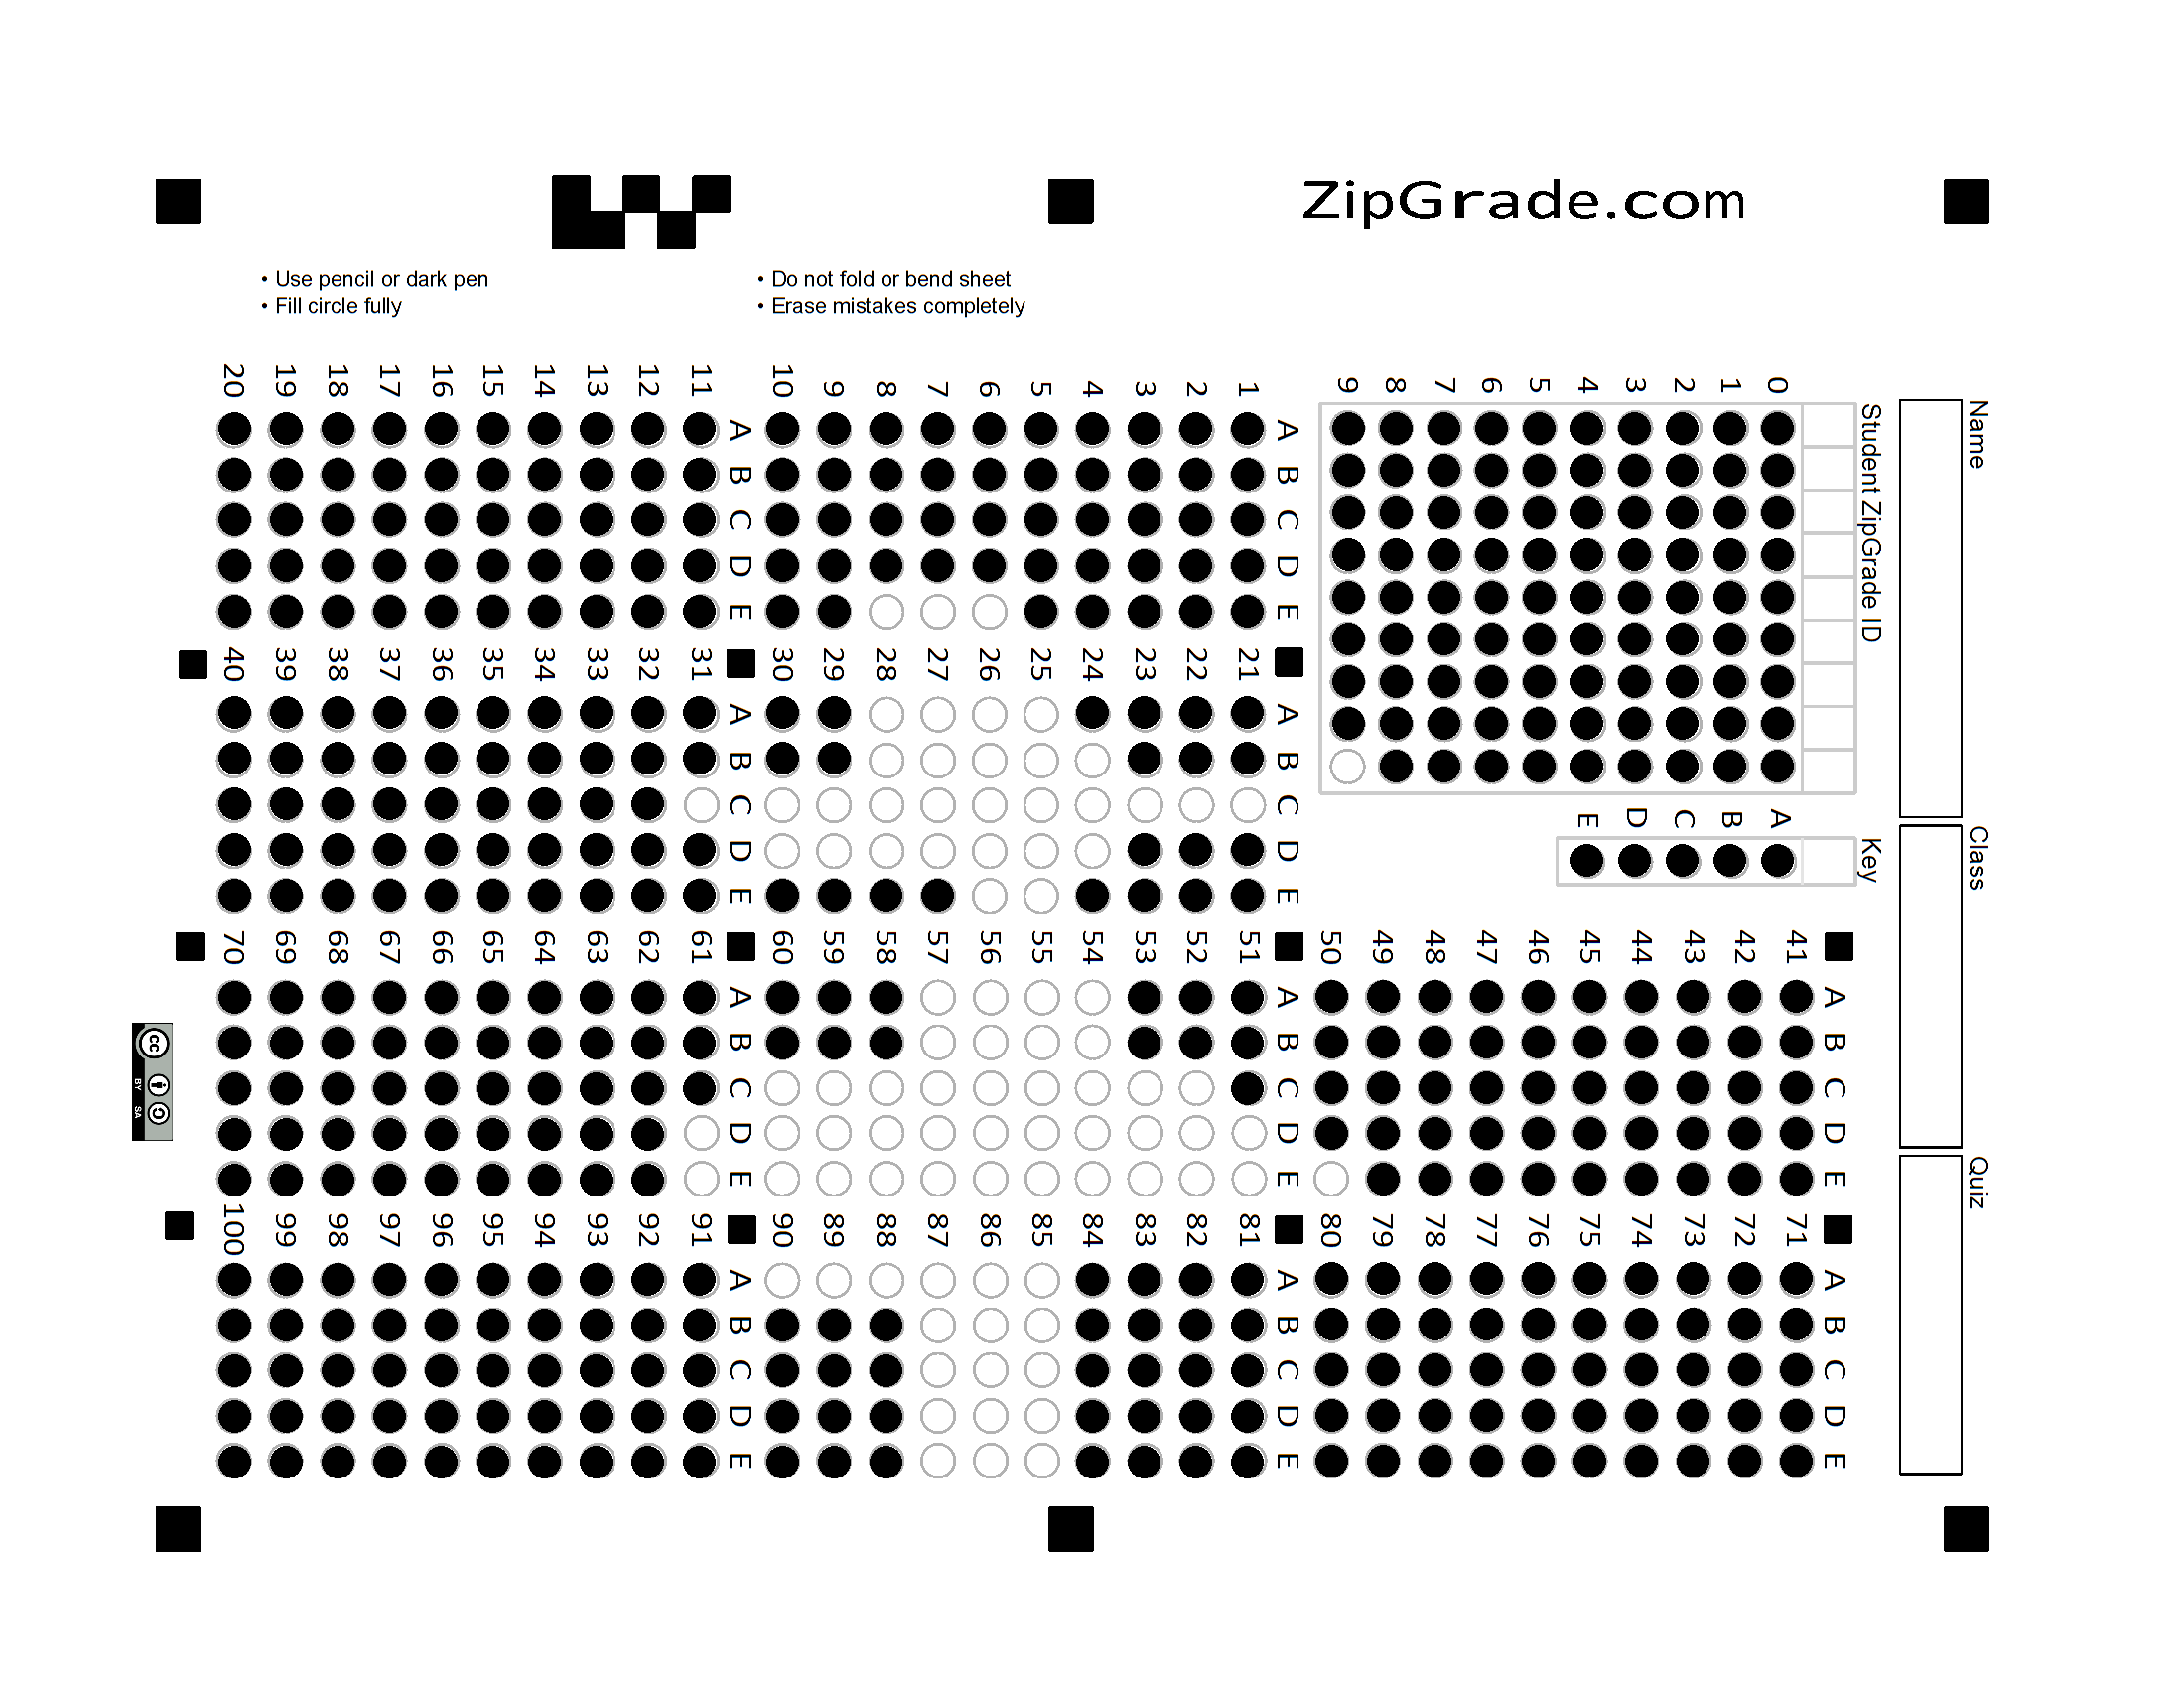 ZipGrade.com
• Use pencil or dark pen
• Fill circle fully
• Do not fold or bend sheet
• Erase mistakes completely
Name
Class
Quiz
Student ZipGrade ID
0 1 2 3 4 5 6 7 8 9
Key
A B C D E
A B C D E
1 2 3 4 5 6 7 8 9 10
A B C D E
11 12 13 14 15 16 17 18 19 20
A B C D E
21 22 23 24 25 26 27 28 29 30
A B C D E
31 32 33 34 35 36 37 38 39 40
A B C D E
41 42 43 44 45 46 47 48 49 50
A B C D E
51 52 53 54 55 56 57 58 59 60
A B C D E
61 62 63 64 65 66 67 68 69 70
A B C D E
71 72 73 74 75 76 77 78 79 80
A B C D E
81 82 83 84 85 86 87 88 89 90
A B C D E
91 92 93 94 95 96 97 98 99 100
cc
BY SA